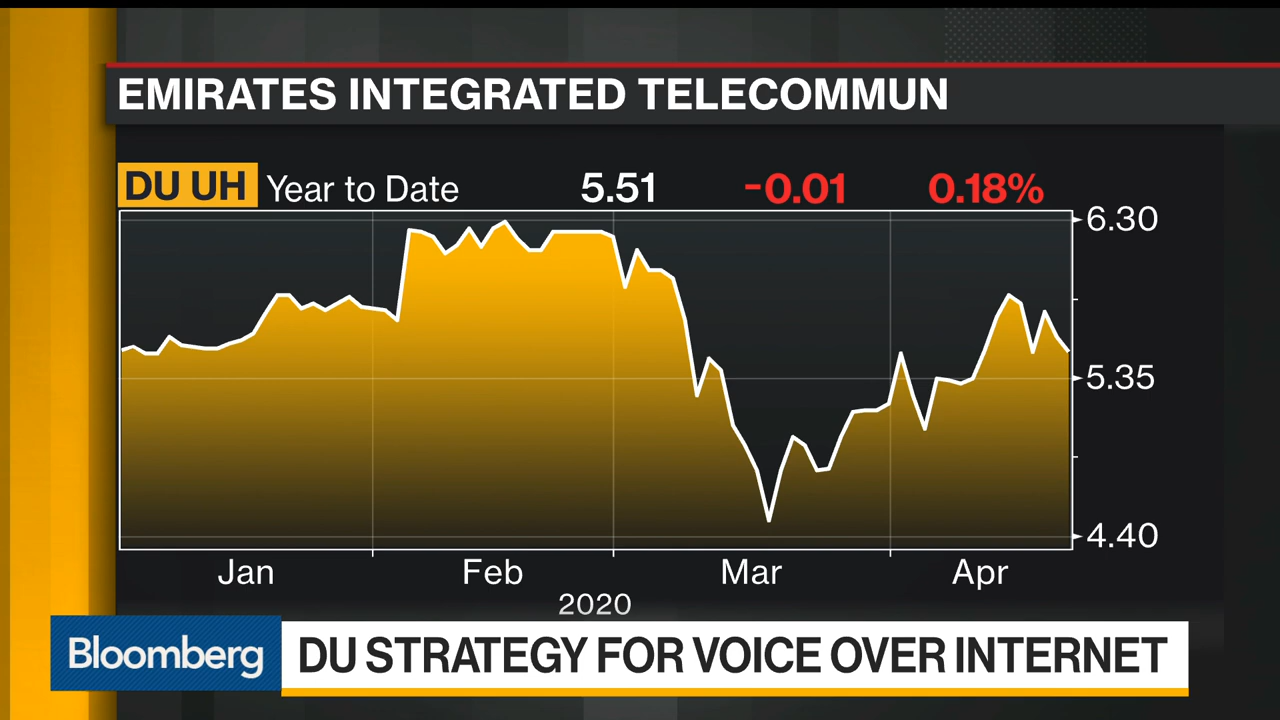 EMIRATES INTEGRATED TELECOMMUN
DU UH Year to Date 5.51 -0.01 0.18%
6.30
5.35
4.40
Jan Feb Mar Apr
2020
Bloomberg DU STRATEGY FOR VOICE OVER INTERNET